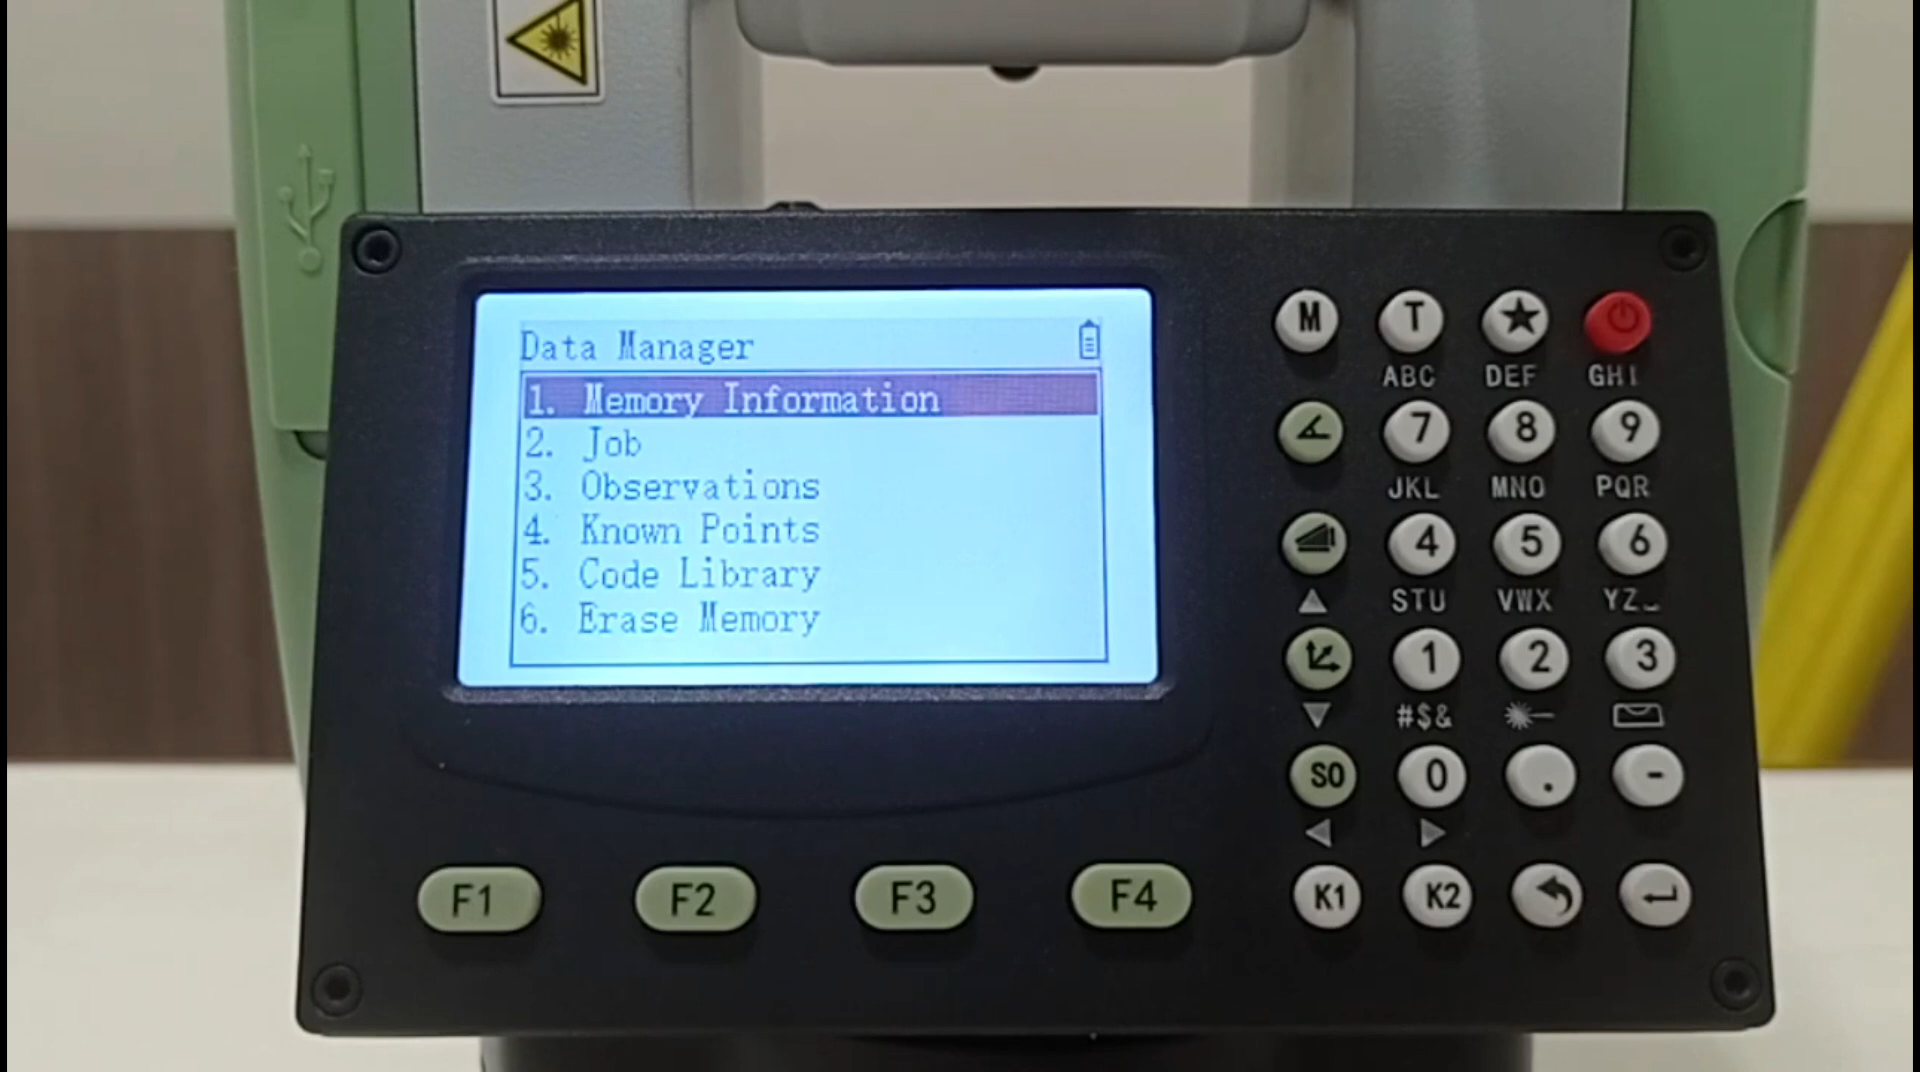 Data Manager
1. Memory Information
2. Job
3. Observations
4. Known Points
5. Code Library
6. Erase Memory
M T
ABC DEF GHI
7 8 9
JKL MNO PQR
4 5 6
STU VWX YZ_
1 2 3
#$&
S0 0 . -
F1 F2 F3 F4 K1 K2